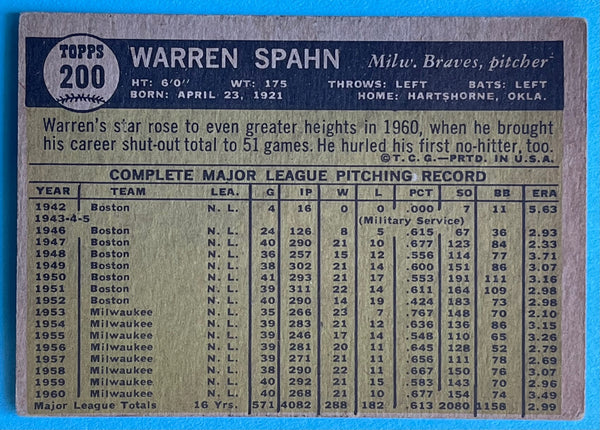 TOPPS
200
WARREN SPAHN Milw. Braves, pitcher
HT: 6'0" WT: 175 THROWS: LEFT BATS: LEFT
BORN: APRIL 23, 1921 HOME: HARTSHORNE, OKLA.
Warren's star rose to even greater heights in 1960, when he brought
his career shut-out total to 51 games. He hurled his first no-hitter, too.
©T.C.G.—PRTD. IN U.S.A.
COMPLETE MAJOR LEAGUE PITCHING RECORD
YEAR TEAM LEA. G IP W L PCT SO BB ERA
1942 Boston N. L. 4 16 0 0 .000 7 11 5.63
1943-4-5 (Military Service)
1946 Boston N. L. 24 126 8 5 .615 67 36 2.93
1947 Boston N. L. 40 290 21 10 .677 123 84 2.33
1948 Boston N. L. 36 257 15 12 .556 114 77 3.71
1949 Boston N. L. 38 302 21 14 .600 151 86 3.07
1950 Boston N. L. 41 293 21 17 .553 191 111 3.16
1951 Boston N. L. 39 311 22 14 .611 164 109 2.98
1952 Boston N. L. 40 290 14 19 .424 183 73 2.98
1953 Milwaukee N. L. 35 266 23 7 .767 148 70 2.10
1954 Milwaukee N. L. 39 283 21 12 .636 136 86 3.15
1955 Milwaukee N. L. 39 246 17 14 .548 110 65 3.26
1956 Milwaukee N. L. 39 281 20 11 .645 128 52 2.79
1957 Milwaukee N. L. 39 271 21 11 .656 111 78 2.69
1958 Milwaukee N. L. 38 290 22 11 .667 150 76 3.07
1959 Milwaukee N. L. 40 292 21 15 .583 143 70 2.96
1960 Milwaukee N. L. 40 268 21 10 .677 154 74 3.49
Major League Totals 16 Yrs. 571 4082 288 182 .613 2080 1158 2.99